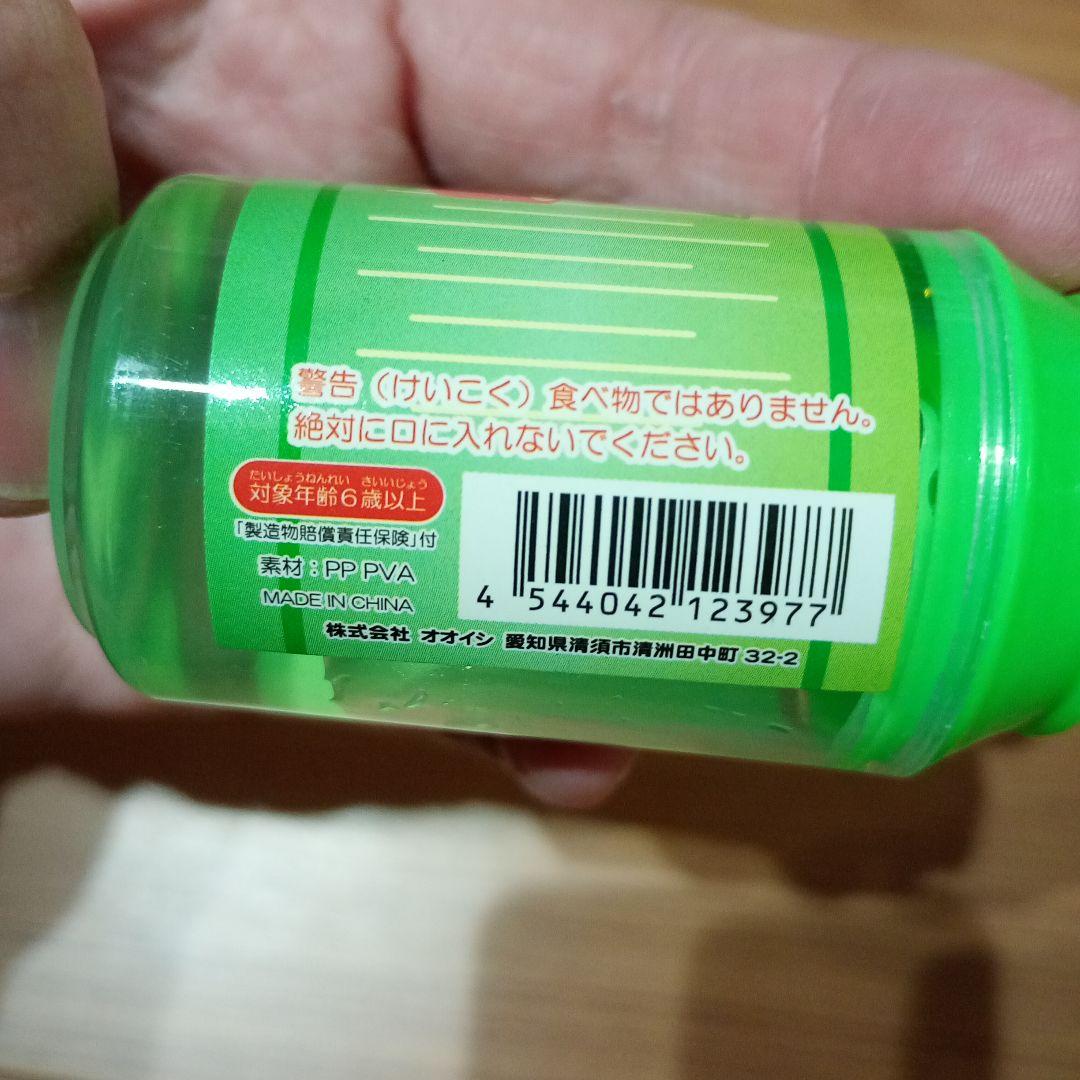 警告（けいこく）食べ物ではありません。
絶対に口に入れないでください。
たいしょうねんれい さいいじょう
対象年齢6歳以上
「製造物賠償責任保険」付
素材：PP PVA
MADE IN CHINA
4 544042 123977
株式会社 オオイシ 愛知県清須市清洲田中町 32-2